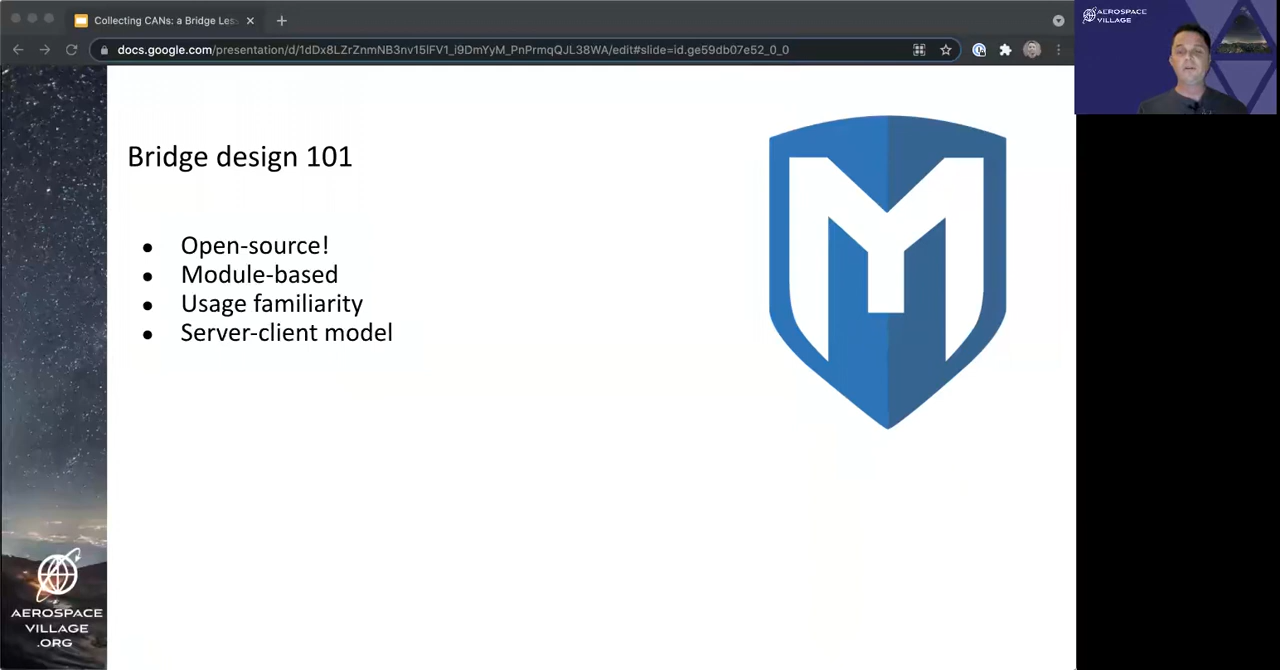 Collecting CANs: a Bridge Les
docs.google.com/presentation/d/1dDx8LZrZnmNB3nv15lFV1_i9DmYyM_PnPrmqQJL38WA/edit#slide=id.ge59db07e52_0_0
AEROSPACE
VILLAGE
Bridge design 101
● Open-source!
● Module-based
● Usage familiarity
● Server-client model
M
AEROSPACE
VILLAGE
.ORG